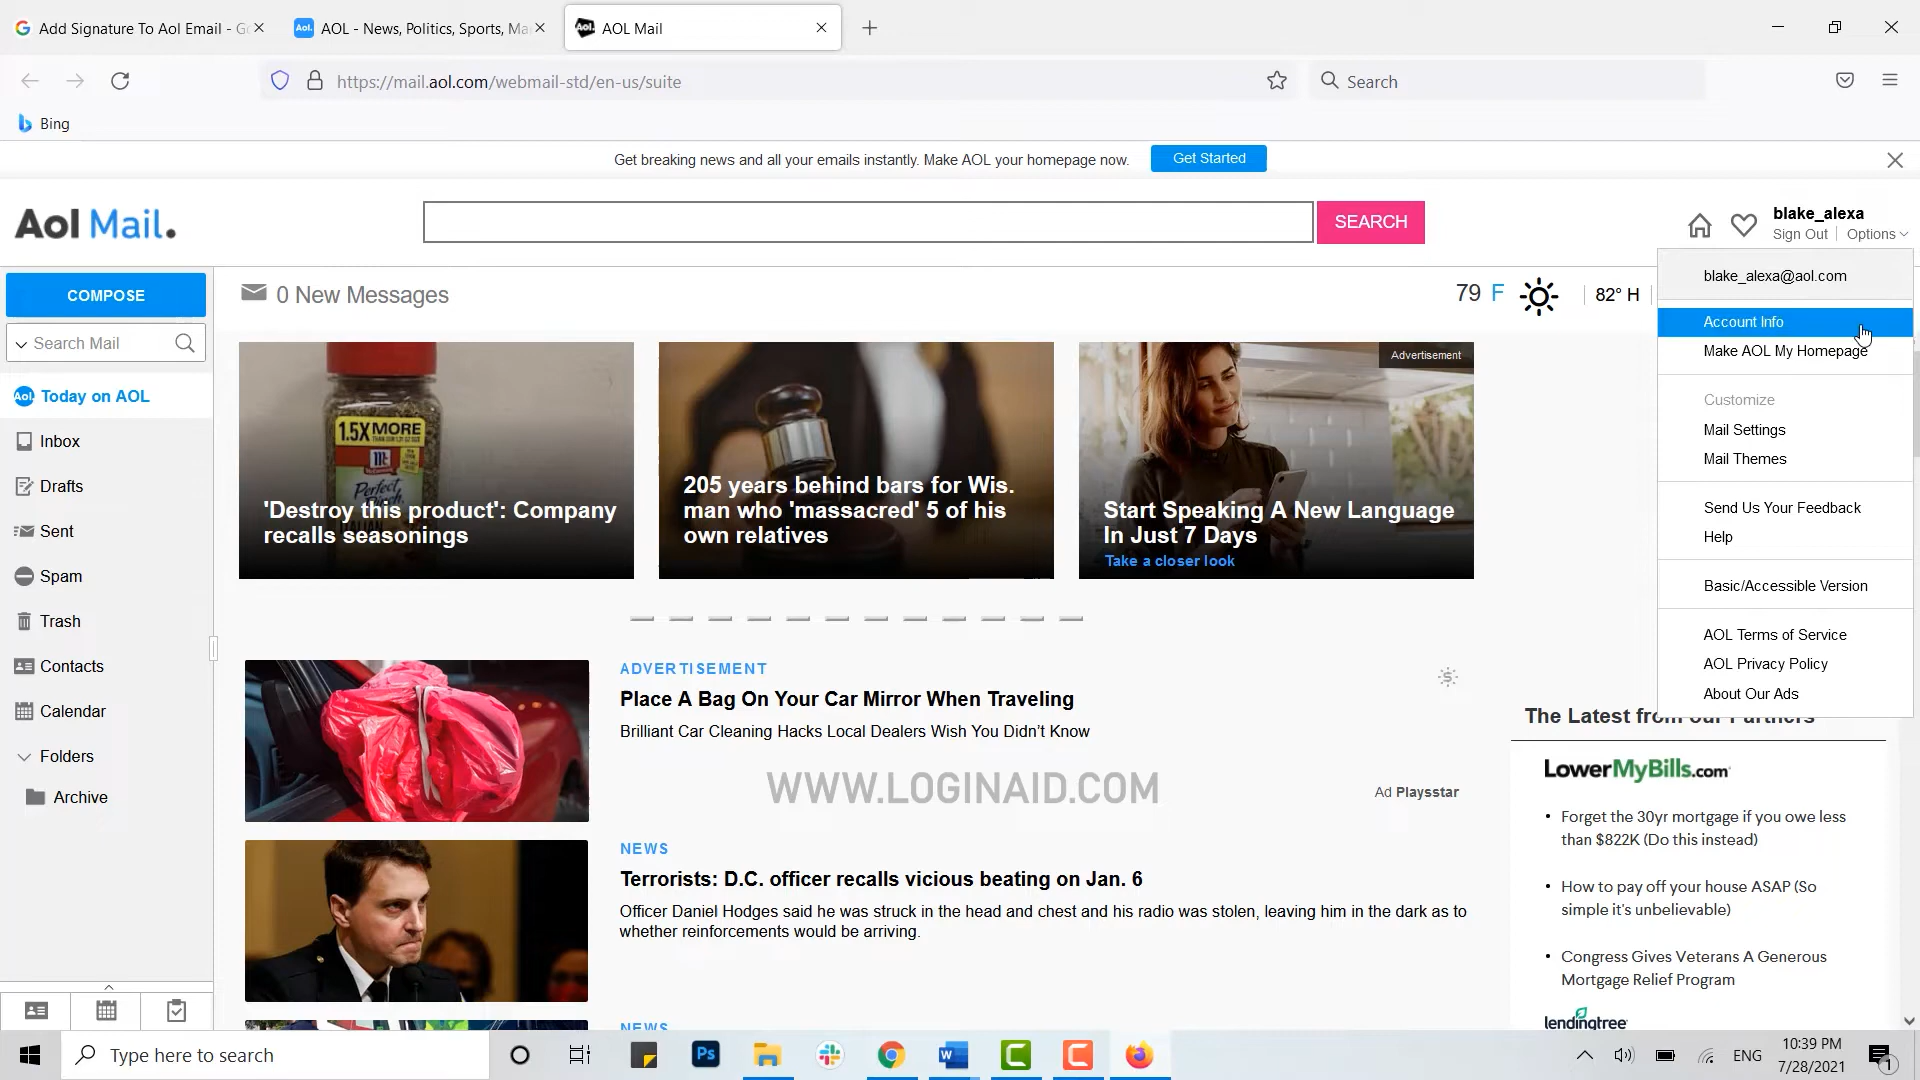 Add Signature To Aol Email - Go
AOL - News, Politics, Sports, Ma
AOL Mail
https://mail.aol.com/webmail-std/en-us/suite
Search
Bing
Get breaking news and all your emails instantly. Make AOL your homepage now.
Get Started
Aol Mail.
SEARCH
blake_alexa
Sign Out
Options
blake_alexa@aol.com
Account Info
Make AOL My Homepage
Customize
Mail Settings
Mail Themes
Send Us Your Feedback
Help
Basic/Accessible Version
AOL Terms of Service
AOL Privacy Policy
About Our Ads
COMPOSE
Search Mail
Today on AOL
Inbox
Drafts
Sent
Spam
Trash
Contacts
Calendar
Folders
Archive
0 New Messages
79 F
82° H
1.5X MORE
Perfect Pinch
'Destroy this product': Company
recalls seasonings
205 years behind bars for Wis.
man who 'massacred' 5 of his
own relatives
Advertisement
Start Speaking A New Language
In Just 7 Days
Take a closer look
ADVERTISEMENT
Place A Bag On Your Car Mirror When Traveling
Brilliant Car Cleaning Hacks Local Dealers Wish You Didn't Know
WWW.LOGINAID.COM
Ad Playsstar
NEWS
Terrorists: D.C. officer recalls vicious beating on Jan. 6
Officer Daniel Hodges said he was struck in the head and chest and his radio was stolen, leaving him in the dark as to
whether reinforcements would be arriving.
NEWS
The Latest from our Partners
LowerMyBills.com
• Forget the 30yr mortgage if you owe less
than $822K (Do this instead)
• How to pay off your house ASAP (So
simple it's unbelievable)
• Congress Gives Veterans A Generous
Mortgage Relief Program
lendingtree
Type here to search
Ps
ENG
10:39 PM
7/28/2021
1